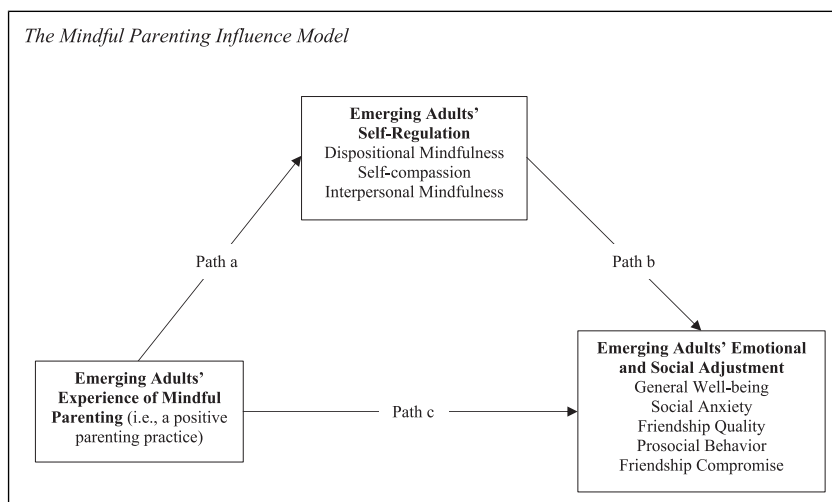 The Mindful Parenting Influence Model
Emerging Adults’
Self-Regulation
Dispositional Mindfulness
Self-compassion
Interpersonal Mindfulness
Path a
Path b
Emerging Adults’
Experience of Mindful
Parenting (i.e., a positive
parenting practice)
Path c
Emerging Adults’ Emotional
and Social Adjustment
General Well-being
Social Anxiety
Friendship Quality
Prosocial Behavior
Friendship Compromise